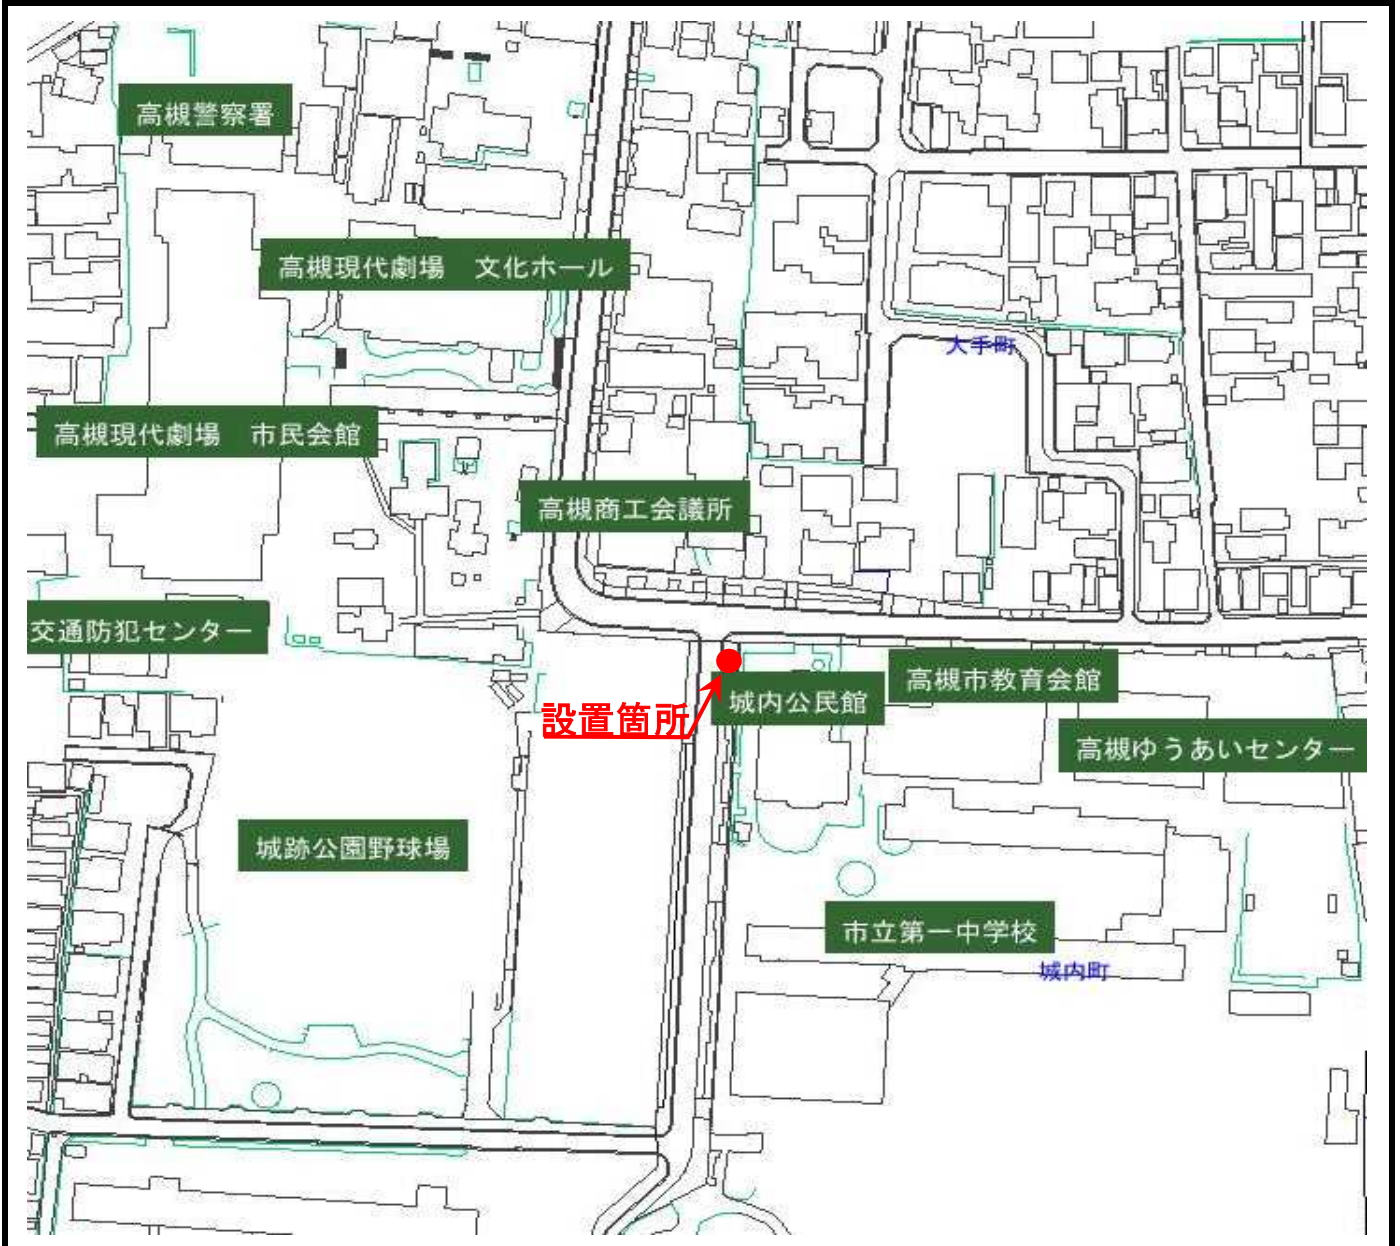 高槻警察署
高槻現代劇場　文化ホール
大手町
高槻現代劇場　市民会館
高槻商工会議所
交通防犯センター
高槻市教育会館
城内公民館
設置箇所
高槻ゆうあいセンター
城跡公園野球場
市立第一中学校
城内町